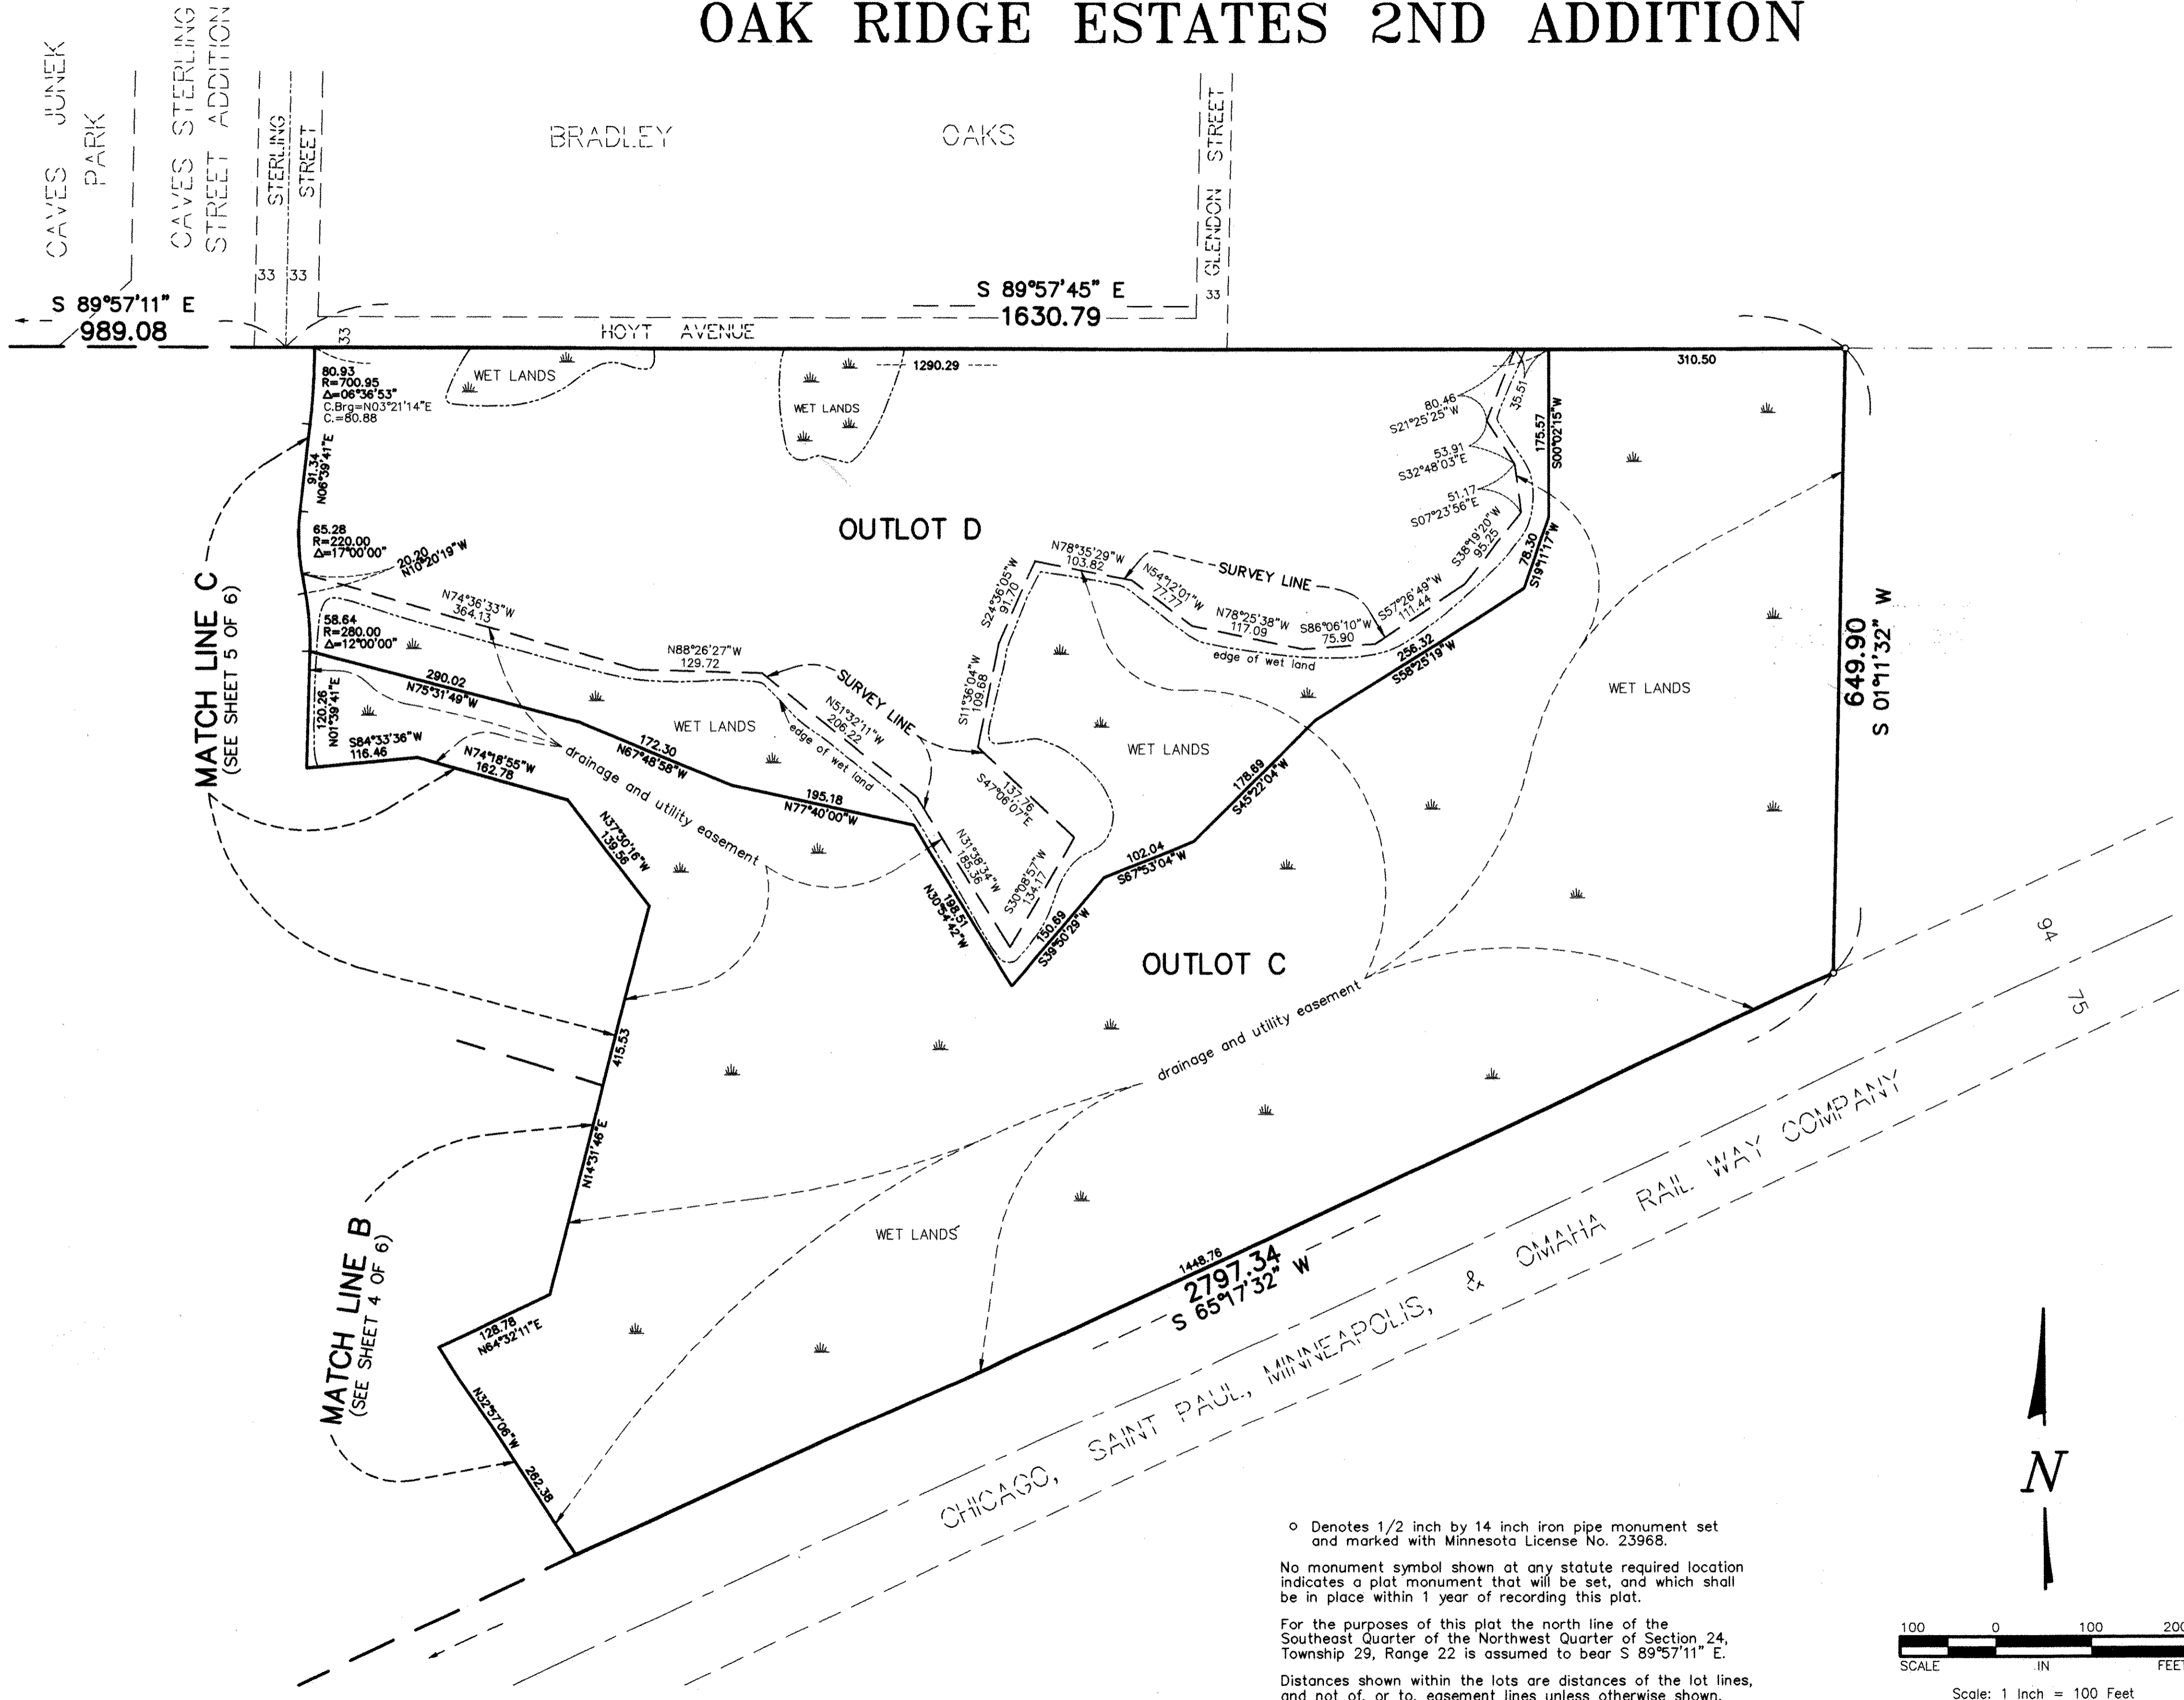 OAK RIDGE ESTATES 2ND ADDITION
CAVES JUNEK
PARK
CAVES STERLING
STREET ADDITION
STERLING
STREET
BRADLEY OAKS
GLENDON STREET
33 33
33
33
S 89°57'11" E
989.08
S 89°57'45" E
1630.79
HOYT AVENUE
1290.29
310.50
80.93
R=700.95
Δ=06°36'53"
C.Brg=N03°21'14"E
C.=80.88
91.34
N06°39'41"E
65.28
R=220.00
Δ=17°00'00"
20.20
N10°20'19"W
58.64
R=280.00
Δ=12°00'00"
120.26
N01°39'41"E
WET LANDS
WET LANDS
OUTLOT D
N74°36'33"W
364.13
N88°26'27"W
129.72
SURVEY LINE
N51°32'11"W
206.22
edge of wet land
WET LANDS
290.02
N75°31'49"W
172.30
N67°48'58"W
195.18
N77°40'00"W
N31°38'34"W
185.36
198.51
N30°54'42"W
S30°08'57"W
134.17
137.76
S47°06'07"E
S11°36'04"W
109.68
S24°36'05"W
91.70
N78°35'29"W
103.82
N54°12'01"W
77.77
SURVEY LINE
N78°25'38"W
117.09
S86°06'10"W
75.90
edge of wet land
S57°26'49"W
111.44
S38°19'20"W
95.25
51.17
S07°23'56"E
53.91
S32°48'03"E
80.46
S21°25'25"W
35.51
175.57
S00°02'15"W
78.30
S19°11'17"W
256.32
S58°25'19"W
178.69
S45°22'04"W
102.04
S67°53'04"W
150.69
S39°50'29"W
WET LANDS
WET LANDS
649.90
S 01°11'32" W
MATCH LINE C
(SEE SHEET 5 OF 6)
S84°33'36"W
116.46
N74°18'55"W
162.78
N37°30'16"W
139.56
drainage and utility easement
415.53
N14°31'46"E
OUTLOT C
drainage and utility easement
WET LANDS
MATCH LINE B
(SEE SHEET 4 OF 6)
128.78
N64°32'11"E
N32°57'06"W
262.38
1448.76
2797.34
S 65°17'32" W
94
75
CHICAGO, SAINT PAUL, MINNEAPOLIS, & OMAHA RAIL WAY COMPANY
N
o Denotes 1/2 inch by 14 inch iron pipe monument set
and marked with Minnesota License No. 23968.
No monument symbol shown at any statute required location
indicates a plat monument that will be set, and which shall
be in place within 1 year of recording this plat.
For the purposes of this plat the north line of the
Southeast Quarter of the Northwest Quarter of Section 24,
Township 29, Range 22 is assumed to bear S 89°57'11" E.
Distances shown within the lots are distances of the lot lines,
and not of, or to, easement lines unless otherwise shown.
100 0 100 200
SCALE IN FEET
Scale: 1 Inch = 100 Feet